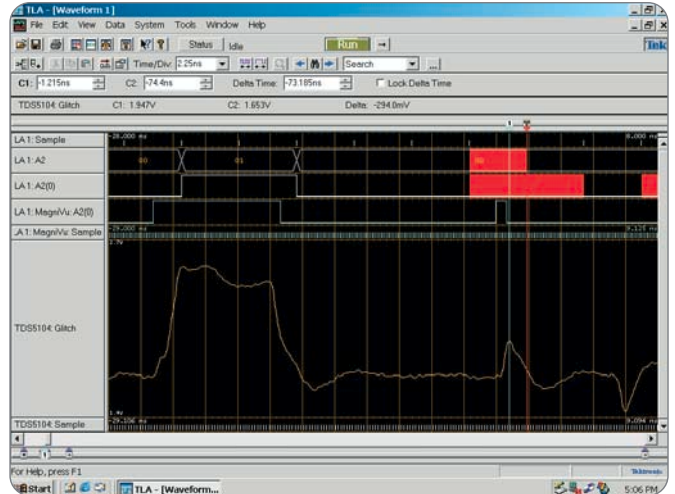 TLA - [Waveform 1]
File Edit View Data System Tools Window Help
Status Idle Run Tek
Time/Div: 2.25ns Search
C1: -1.215ns C2: -74.4ns Delta Time: -73.185ns Lock Delta Time
TDS5104: Glitch C1: 1.947V C2: 1.653V Delta: -294.0mV
LA 1: Sample
LA 1: A2 00 01 00
LA 1: A2(0)
LA 1: MagniVu: A2(0)
LA 1: MagniVu: Sample
TDS5104: Glitch
TDS5104: Sample
For Help, press F1 Tektronix
Start TLA - [Waveform... 5:06 PM